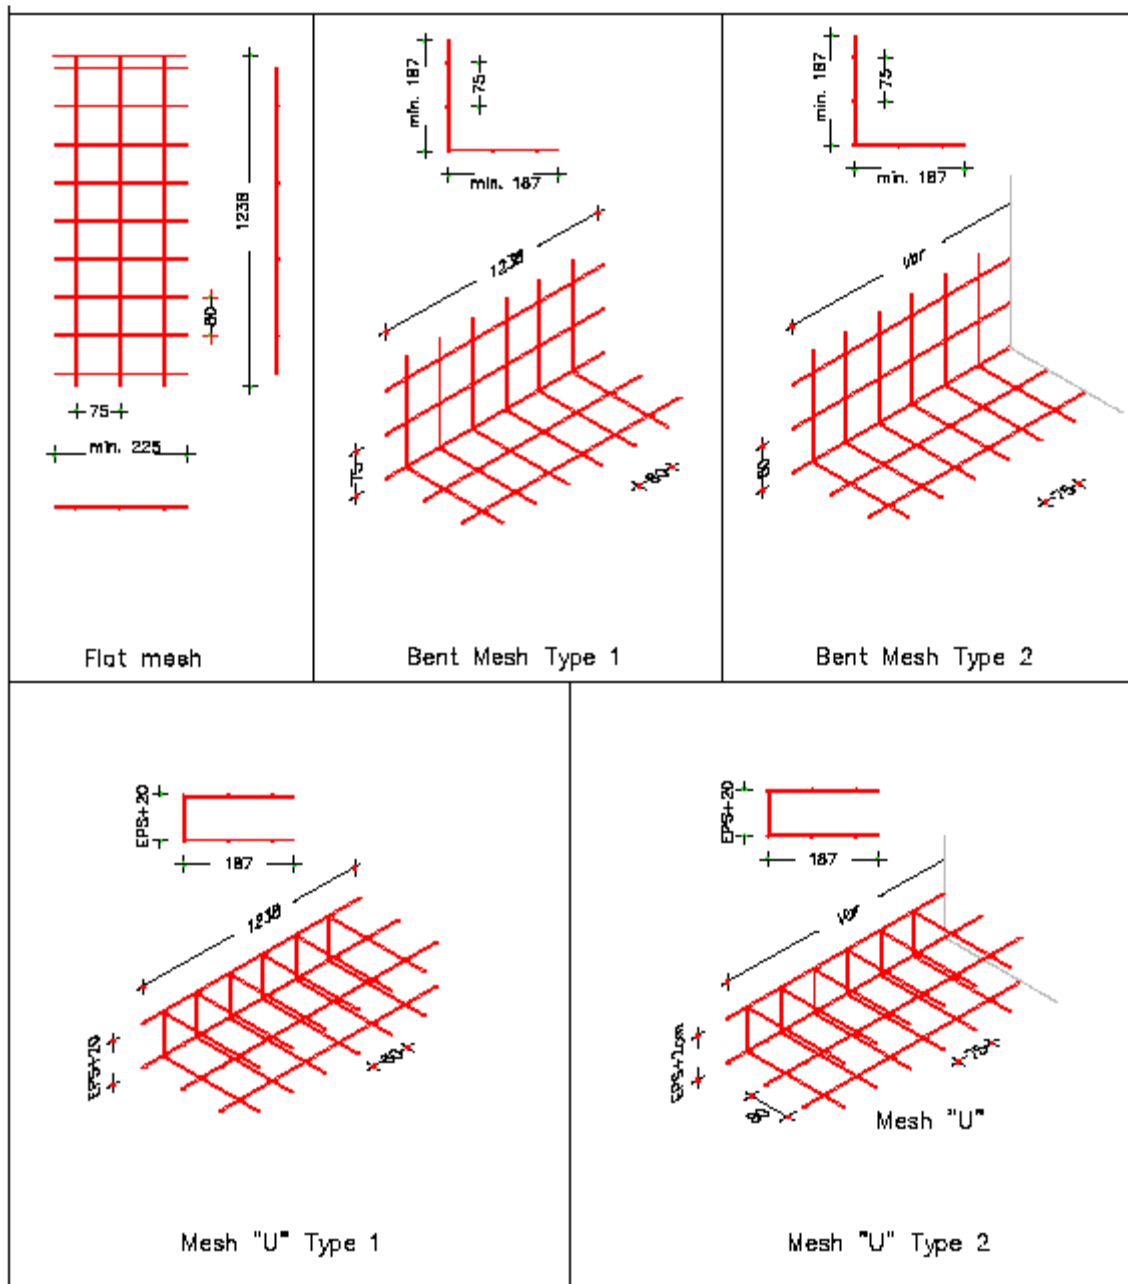 1238
80
75
min. 225
Flat mesh
min. 187
75
min. 187
1238
75
80
Bent Mesh Type 1
min. 187
75
min. 187
Var
80
75
Bent Mesh Type 2
EPS+20
187
1238
EPS+20
80
Mesh "U" Type 1
EPS+20
187
Var
EPS+2cm
75
80
Mesh "U"
Mesh "U" Type 2